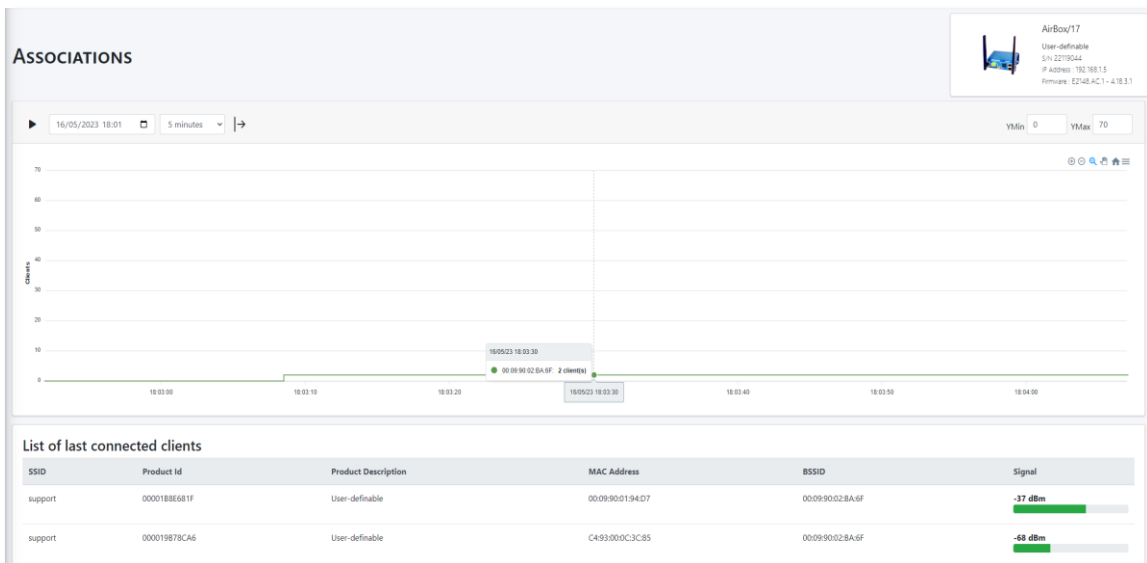 AirBox/17
User-definable
S/N 22119044
IP Address : 192.168.1.5
Firmware : E2148.AC.1 - 4.18.3.1
ASSOCIATIONS
16/05/2023 18:01 5 minutes YMin 0 YMax 70
70
60
50
40
30
20
10
0
Clients
16/05/23 18:03:30
00:09:90:02:BA:6F: 2 client(s)
18:03:00 18:03:10 18:03:20 16/05/23 18:03:30 18:03:40 18:03:50 18:04:00
List of last connected clients
SSID Product Id Product Description MAC Address BSSID Signal
support 00001B8E681F User-definable 00:09:90:01:94:D7 00:09:90:02:BA:6F -37 dBm
support 000019B78CA6 User-definable C4:93:00:0C:3C:85 00:09:90:02:BA:6F -68 dBm